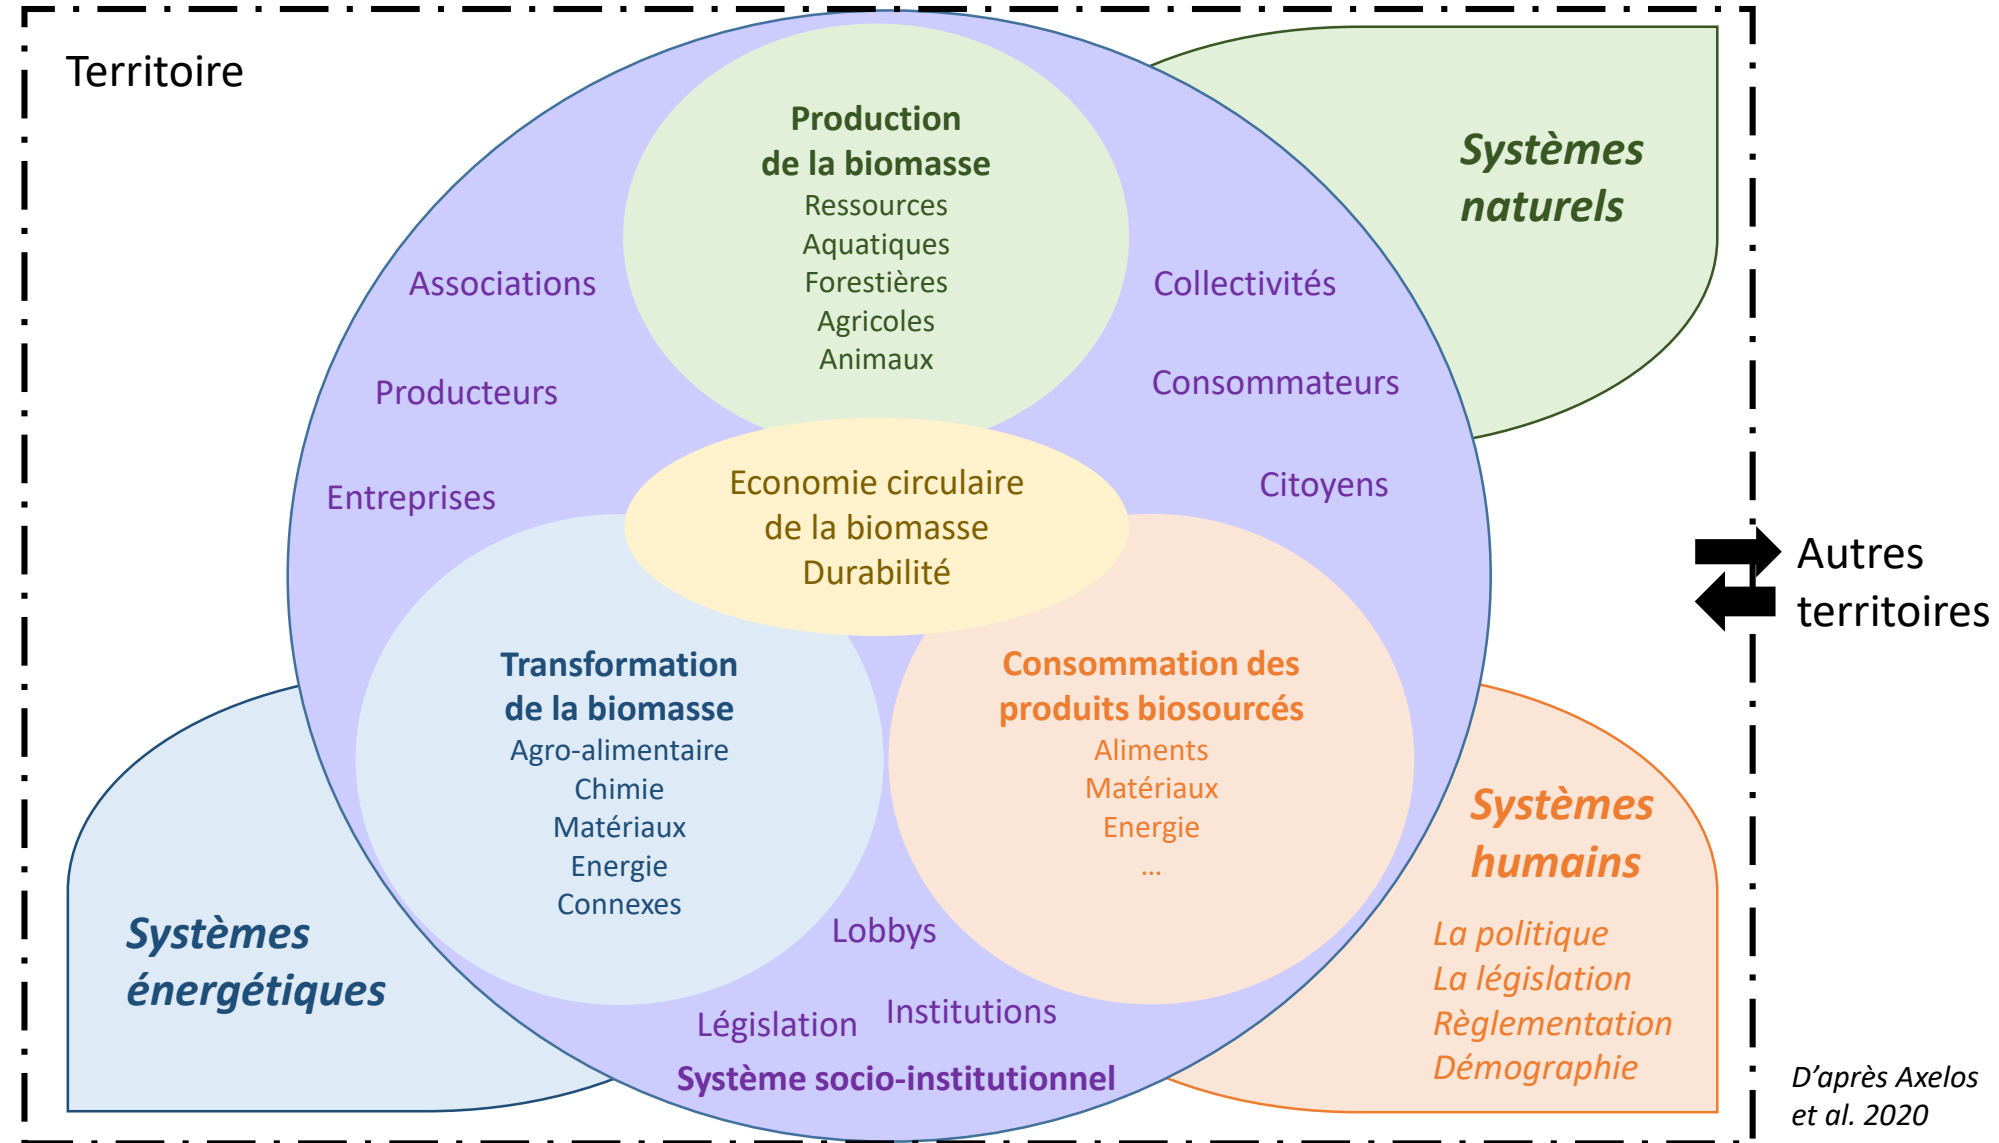 Territoire
Production
de la biomasse
Ressources
Aquatiques
Forestières
Agricoles
Animaux
Systèmes
naturels
Associations
Producteurs
Entreprises
Collectivités
Consommateurs
Citoyens
Economie circulaire
de la biomasse
Durabilité
Autres
territoires
Transformation
de la biomasse
Agro-alimentaire
Chimie
Matériaux
Energie
Connexes
Consommation des
produits biosourcés
Aliments
Matériaux
Energie
...
Systèmes
énergétiques
Systèmes
humains
La politique
La législation
Règlementation
Démographie
Lobbys
Législation
Institutions
Système socio-institutionnel
D'après Axelos
et al. 2020